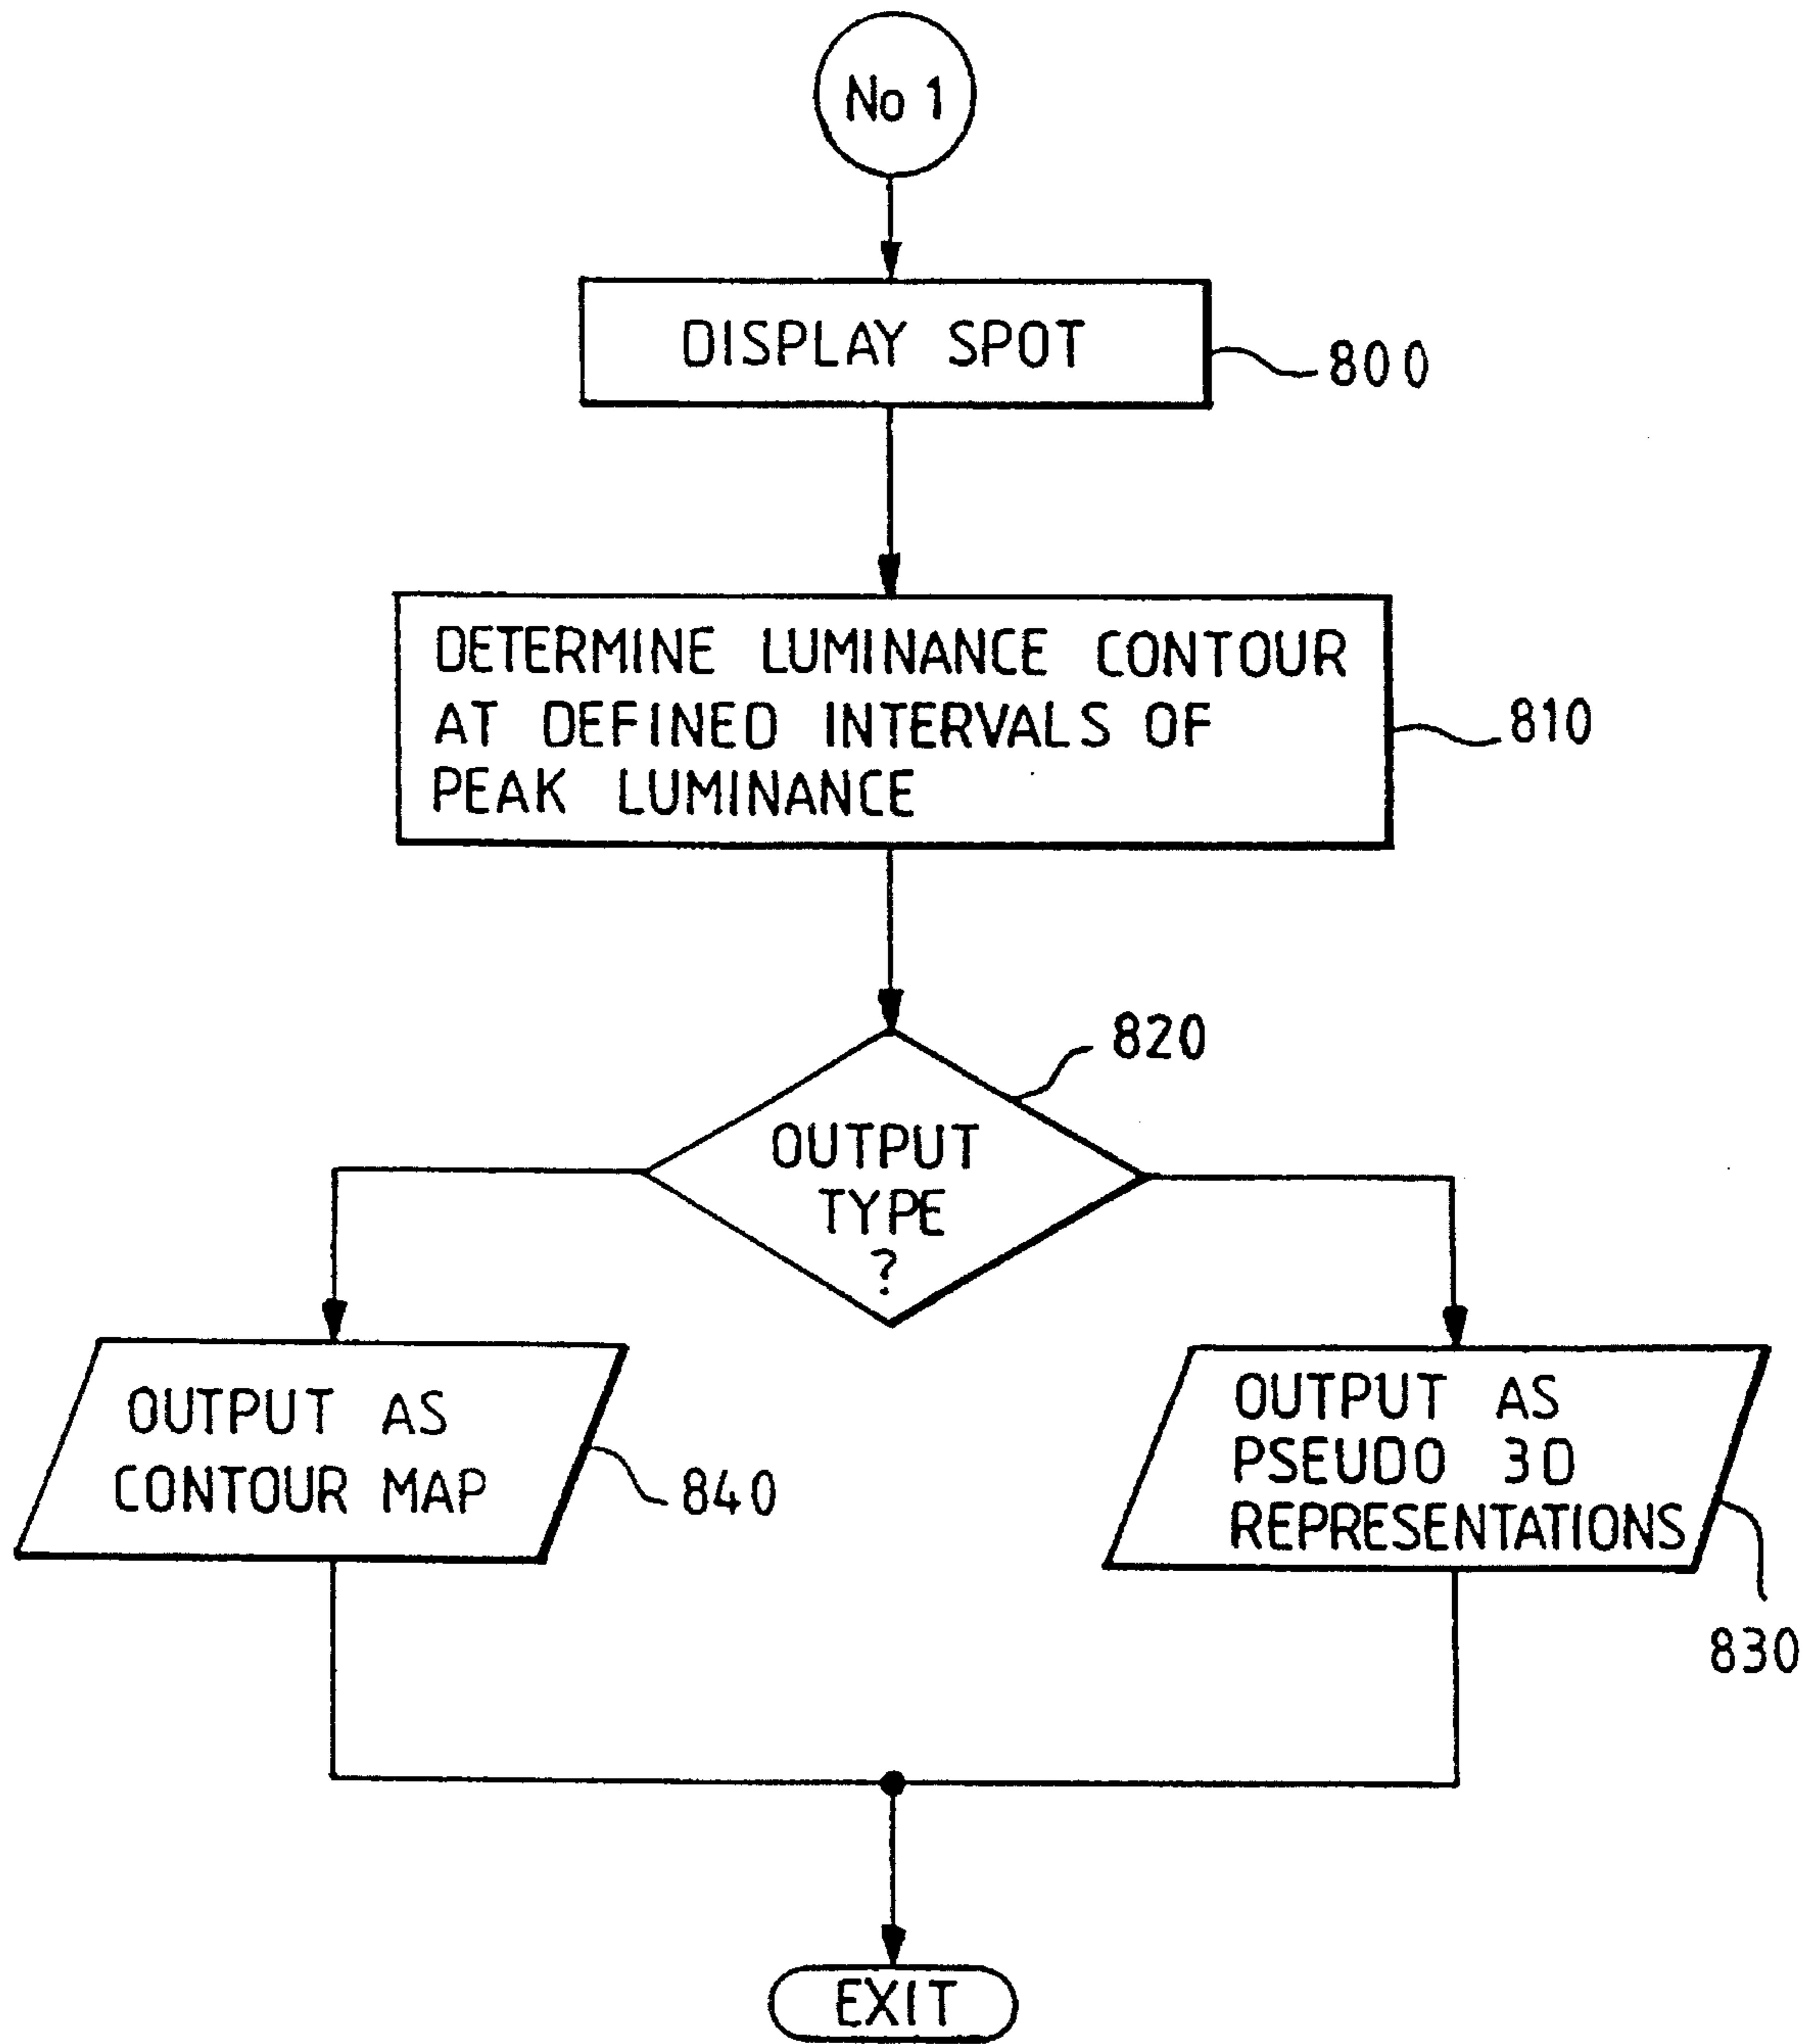 No 1
DISPLAY SPOT
800
DETERMINE LUMINANCE CONTOUR
AT DEFINED INTERVALS OF
PEAK LUMINANCE
810
820
OUTPUT
TYPE
?
OUTPUT AS
CONTOUR MAP
840
OUTPUT AS
PSEUDO 3D
REPRESENTATIONS
830
EXIT